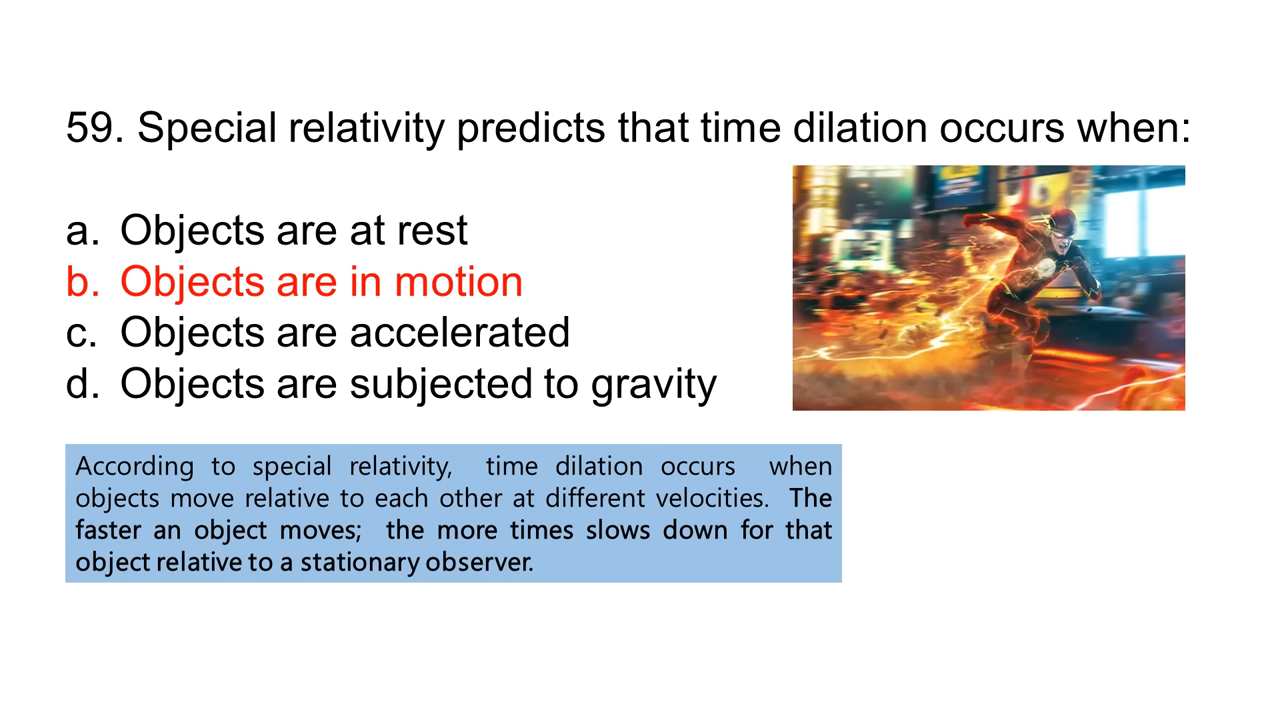 59. Special relativity predicts that time dilation occurs when:
a. Objects are at rest
b. Objects are in motion
c. Objects are accelerated
d. Objects are subjected to gravity
According to special relativity, time dilation occurs when
objects move relative to each other at different velocities. The
faster an object moves; the more times slows down for that
object relative to a stationary observer.